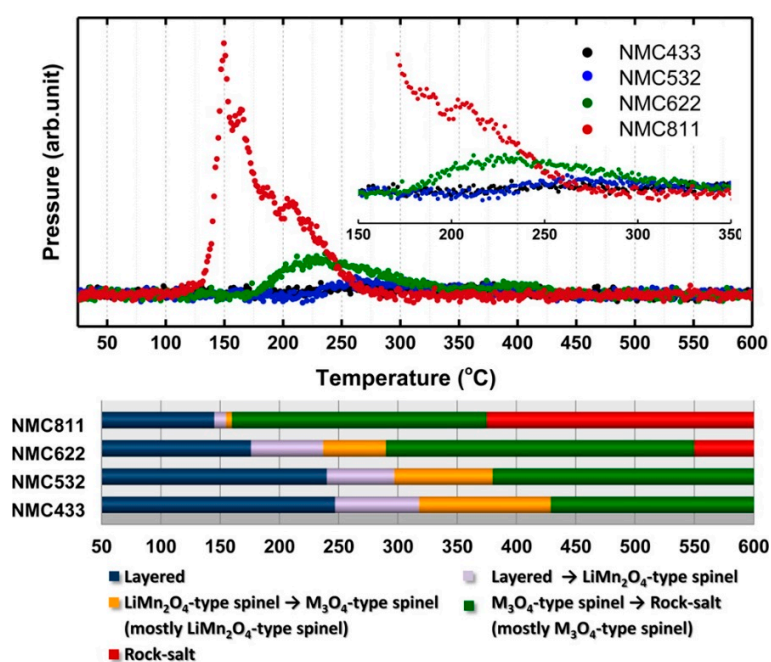 Pressure (arb.unit)
NMC433
NMC532
NMC622
NMC811
150 200 250 300 350
50 100 150 200 250 300 350 400 450 500 550 600
Temperature (°C)
NMC811
NMC622
NMC532
NMC433
50 100 150 200 250 300 350 400 450 500 550 600
Layered
Layered → LiMn₂O₄-type spinel
LiMn₂O₄-type spinel → M₃O₄-type spinel
(mostly LiMn₂O₄-type spinel)
M₃O₄-type spinel → Rock-salt
(mostly M₃O₄-type spinel)
Rock-salt